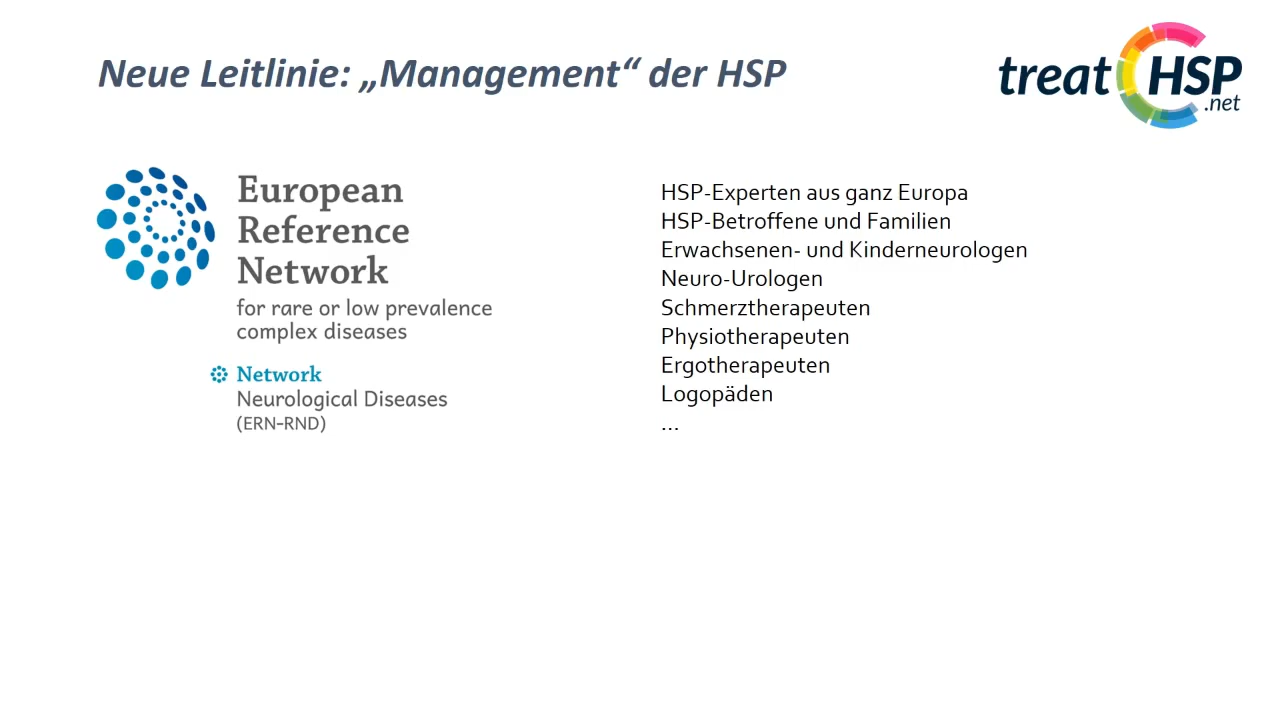 Neue Leitlinie: „Management“ der HSP
treat HSP
.net
European
Reference
Network
for rare or low prevalence
complex diseases
Network
Neurological Diseases
(ERN-RND)
HSP-Experten aus ganz Europa
HSP-Betroffene und Familien
Erwachsenen- und Kinderneurologen
Neuro-Urologen
Schmerztherapeuten
Physiotherapeuten
Ergotherapeuten
Logopäden
...